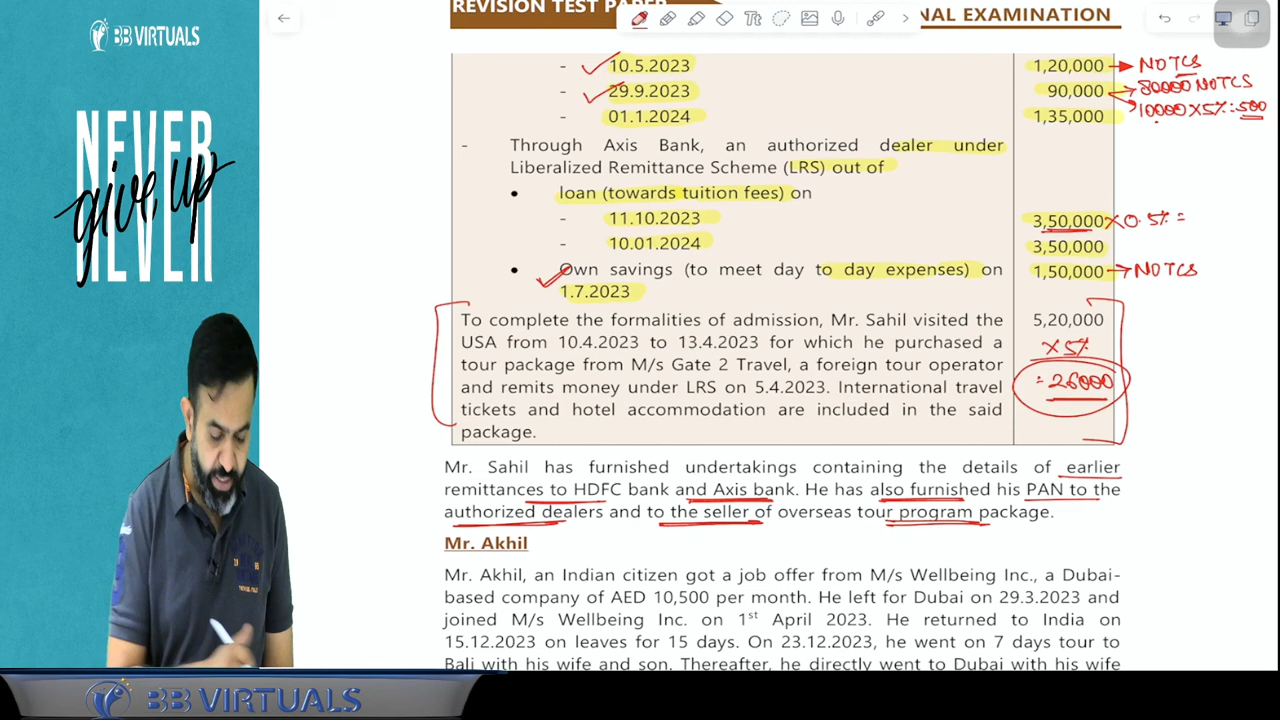 REVISION TEST PAPER
NAL EXAMINATION
BB VIRTUALS
NEVER
give up
NEVER
- 10.5.2023 1,20,000 → NO TCS
- 29.9.2023 90,000 → 80000 NO TCS
- 01.1.2024 1,35,000 → 10000 X 5% = 500
- Through Axis Bank, an authorized dealer under
Liberalized Remittance Scheme (LRS) out of
• loan (towards tuition fees) on
- 11.10.2023 3,50,000 X 0.5% =
- 10.01.2024 3,50,000
• Own savings (to meet day to day expenses) on 1,50,000 → NO TCS
1.7.2023
To complete the formalities of admission, Mr. Sahil visited the 5,20,000
USA from 10.4.2023 to 13.4.2023 for which he purchased a X 5%
tour package from M/s Gate 2 Travel, a foreign tour operator
and remits money under LRS on 5.4.2023. International travel = 26000
tickets and hotel accommodation are included in the said
package.
Mr. Sahil has furnished undertakings containing the details of earlier
remittances to HDFC bank and Axis bank. He has also furnished his PAN to the
authorized dealers and to the seller of overseas tour program package.
Mr. Akhil
Mr. Akhil, an Indian citizen got a job offer from M/s Wellbeing Inc., a Dubai-
based company of AED 10,500 per month. He left for Dubai on 29.3.2023 and
joined M/s Wellbeing Inc. on 1st April 2023. He returned to India on
15.12.2023 on leaves for 15 days. On 23.12.2023, he went on 7 days tour to
Bali with his wife and son. Thereafter, he directly went to Dubai with his wife
BB VIRTUALS